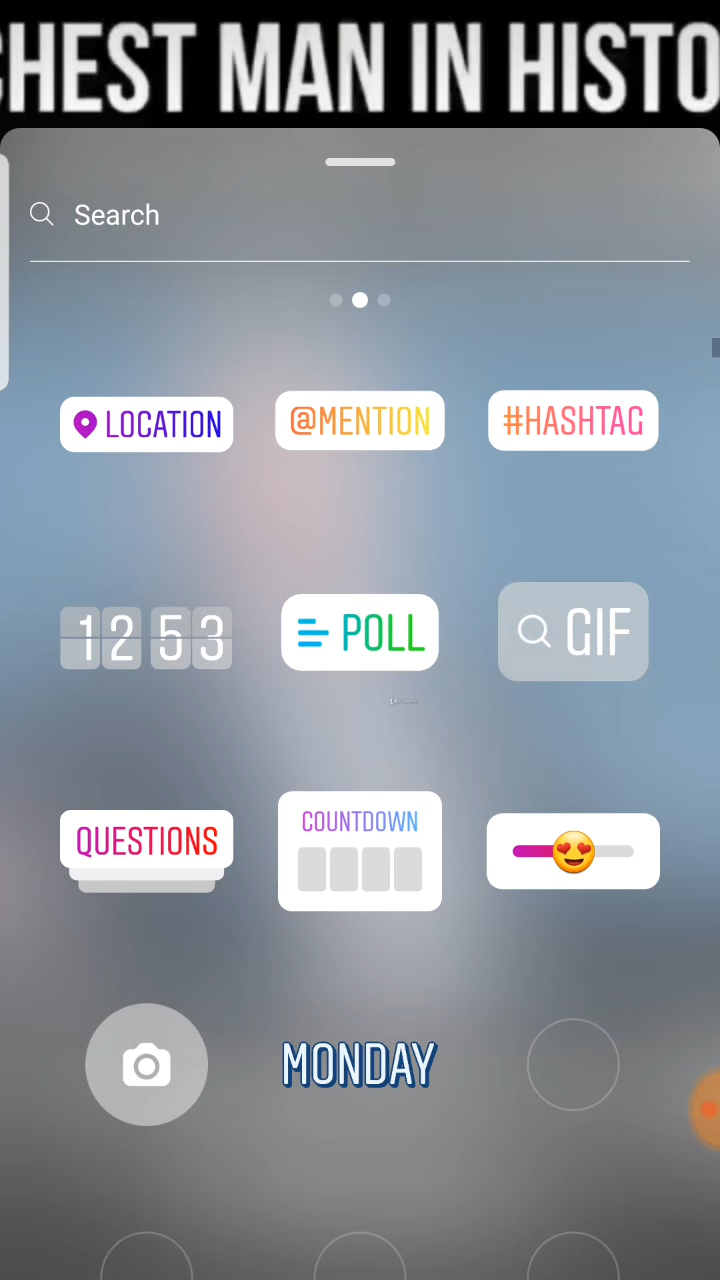 CHEST MAN IN HISTO
Search
LOCATION @MENTION #HASHTAG
12 53 POLL GIF
QUESTIONS COUNTDOWN
MONDAY